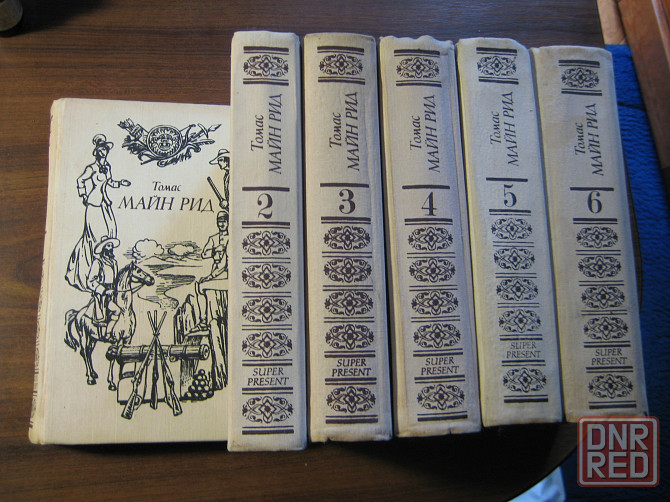 Томас
МАЙН РИД
Томас
МАЙН РИД
2
SUPER
PRESENT
Томас
МАЙН РИД
3
SUPER
PRESENT
Томас
МАЙН РИД
4
SUPER
PRESENT
Томас
МАЙН РИД
5
SUPER
PRESENT
Томас
МАЙН РИД
6
SUPER
PRESENT
DNR
RED